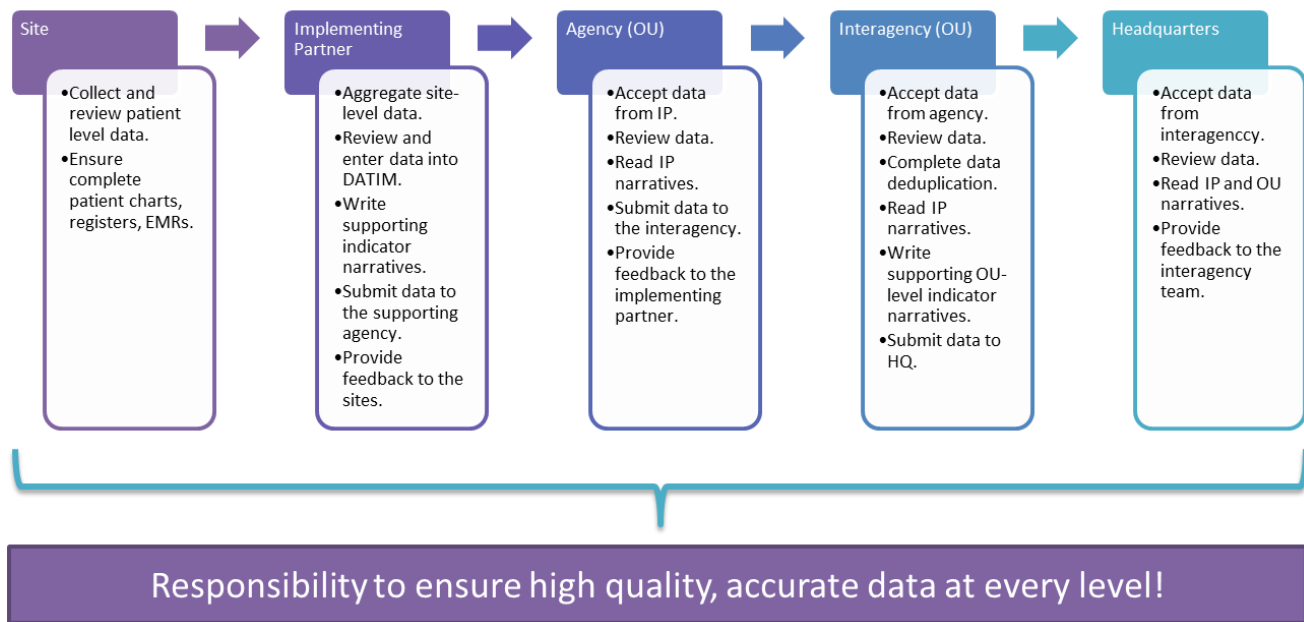 Site
•Collect and
review patient
level data.
•Ensure
complete
patient charts,
registers, EMRs.
Implementing
Partner
•Aggregate site-
level data.
•Review and
enter data into
DATIM.
•Write
supporting
indicator
narratives.
•Submit data to
the supporting
agency.
•Provide
feedback to the
sites.
Agency (OU)
•Accept data
from IP.
•Review data.
•Read IP
narratives.
•Submit data to
the interagency.
•Provide
feedback to the
implementing
partner.
Interagency (OU)
•Accept data
from agency.
•Review data.
•Complete data
deduplication.
•Read IP
narratives.
•Write
supporting OU-
level indicator
narratives.
•Submit data to
HQ.
Headquarters
•Accept data
from
interagenccy.
•Review data.
•Read IP and OU
narratives.
•Provide
feedback to the
interagency
team.
Responsibility to ensure high quality, accurate data at every level!